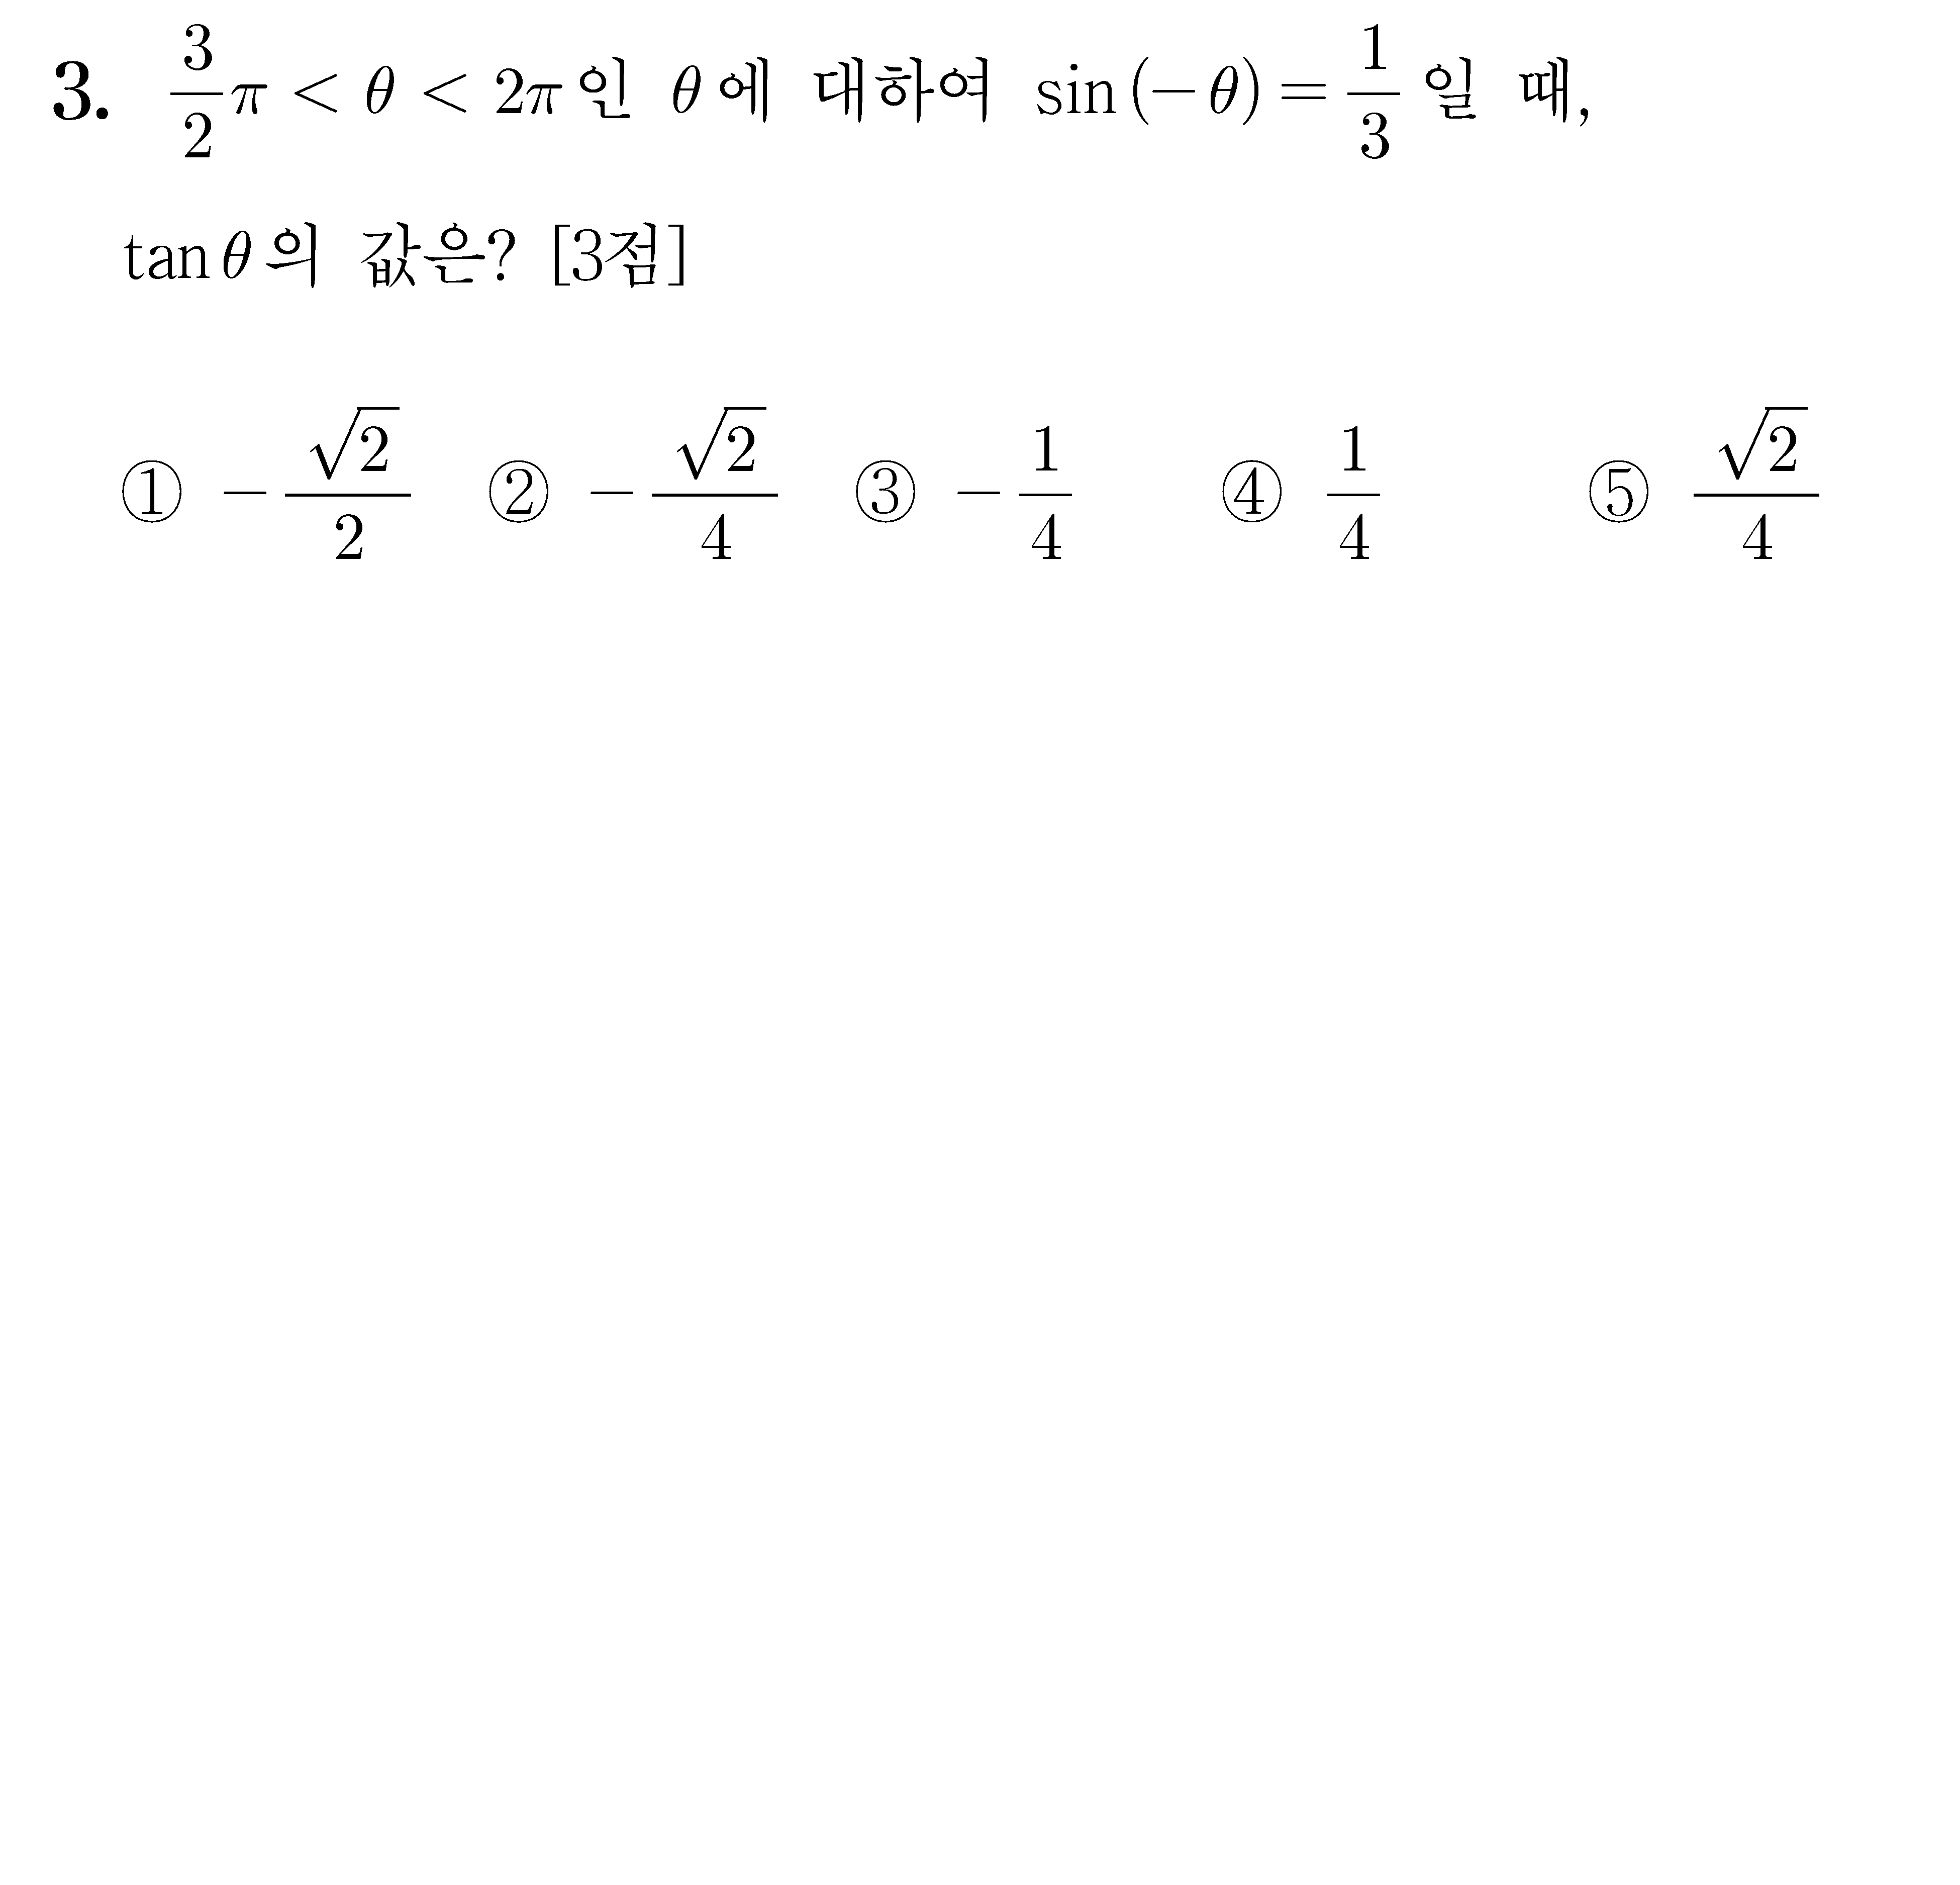 3. $\frac{3}{2}\pi < \theta < 2\pi$인 $\theta$에 대하여 $\sin(-\theta) = \frac{1}{3}$일 때,
$\tan\theta$의 값은? [3점]
① $-\frac{\sqrt{2}}{2}$ ② $-\frac{\sqrt{2}}{4}$ ③ $-\frac{1}{4}$ ④ $\frac{1}{4}$ ⑤ $\frac{\sqrt{2}}{4}$